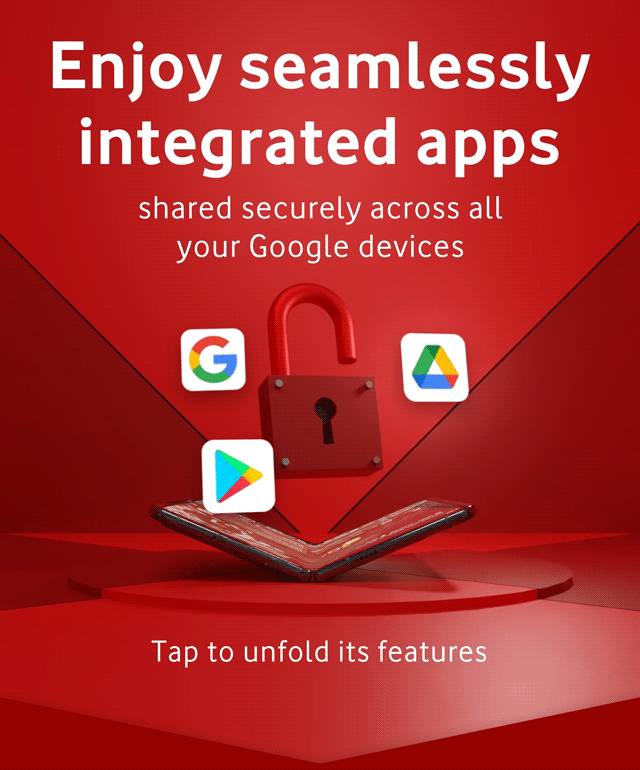 Enjoy seamlessly
integrated apps
shared securely across all
your Google devices
Tap to unfold its features